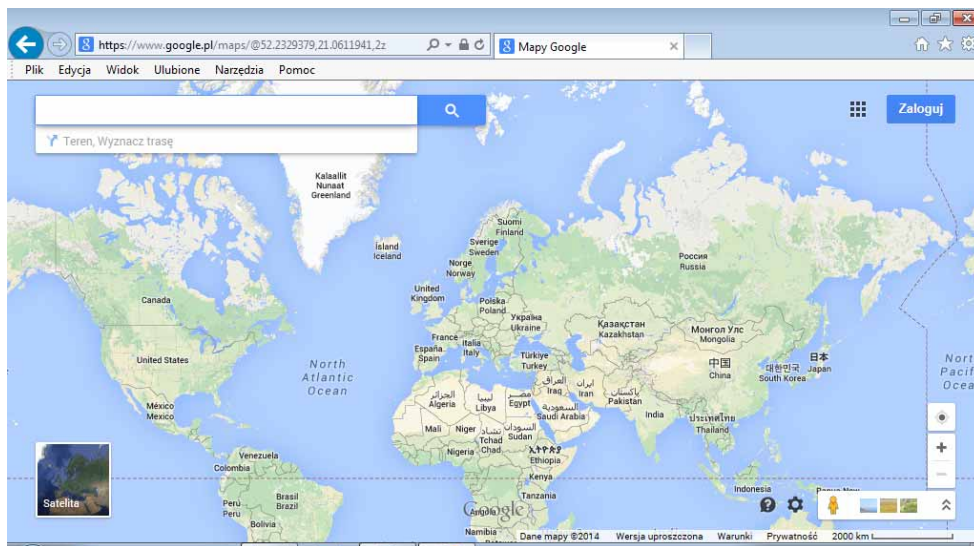 https://www.google.pl/maps/@52.2329379,21.0611941,2z
Mapy Google
Plik Edycja Widok Ulubione Narzędzia Pomoc
Zaloguj
Teren, Wyznacz trasę
Kalaallit
Nunaat
Greenland
Ísland
Iceland
Suomi
Finland
Sverige
Sweden
Norge
Norway
Россия
Russia
United
Kingdom
Polska
Poland
Україна
Ukraine
Canada
Қазақстан
Kazakhstan
Монгол Улс
Mongolia
France
Italia
Italy
España
Spain
Türkiye
Turkey
United States
North
Atlantic
Ocean
中国
China
대한민국
South Korea
日本
Japan
Nort
Pacif
Ocea
العراق
Iraq
ایران
Iran
پاکستان
Pakistan
الجزائر
Algeria
ليبيا
Libya
مصر
Egypt
السعودية
Saudi Arabia
México
Mexico
India
ประเทศไทย
Thailand
Mali
Niger
تشاد
Tchad
Chad
السودان
Sudan
Nigeria
ኢትዮጵያ
Ethiopia
Venezuela
Colombia
Kenya
Indonesia
Papua New
Satelita
Perú
Peru
Brasil
Brazil
Tanzania
Angola
Google
Bolivia
Namibia
Dane mapy ©2014 Wersja uproszczona Warunki Prywatność 2000 km